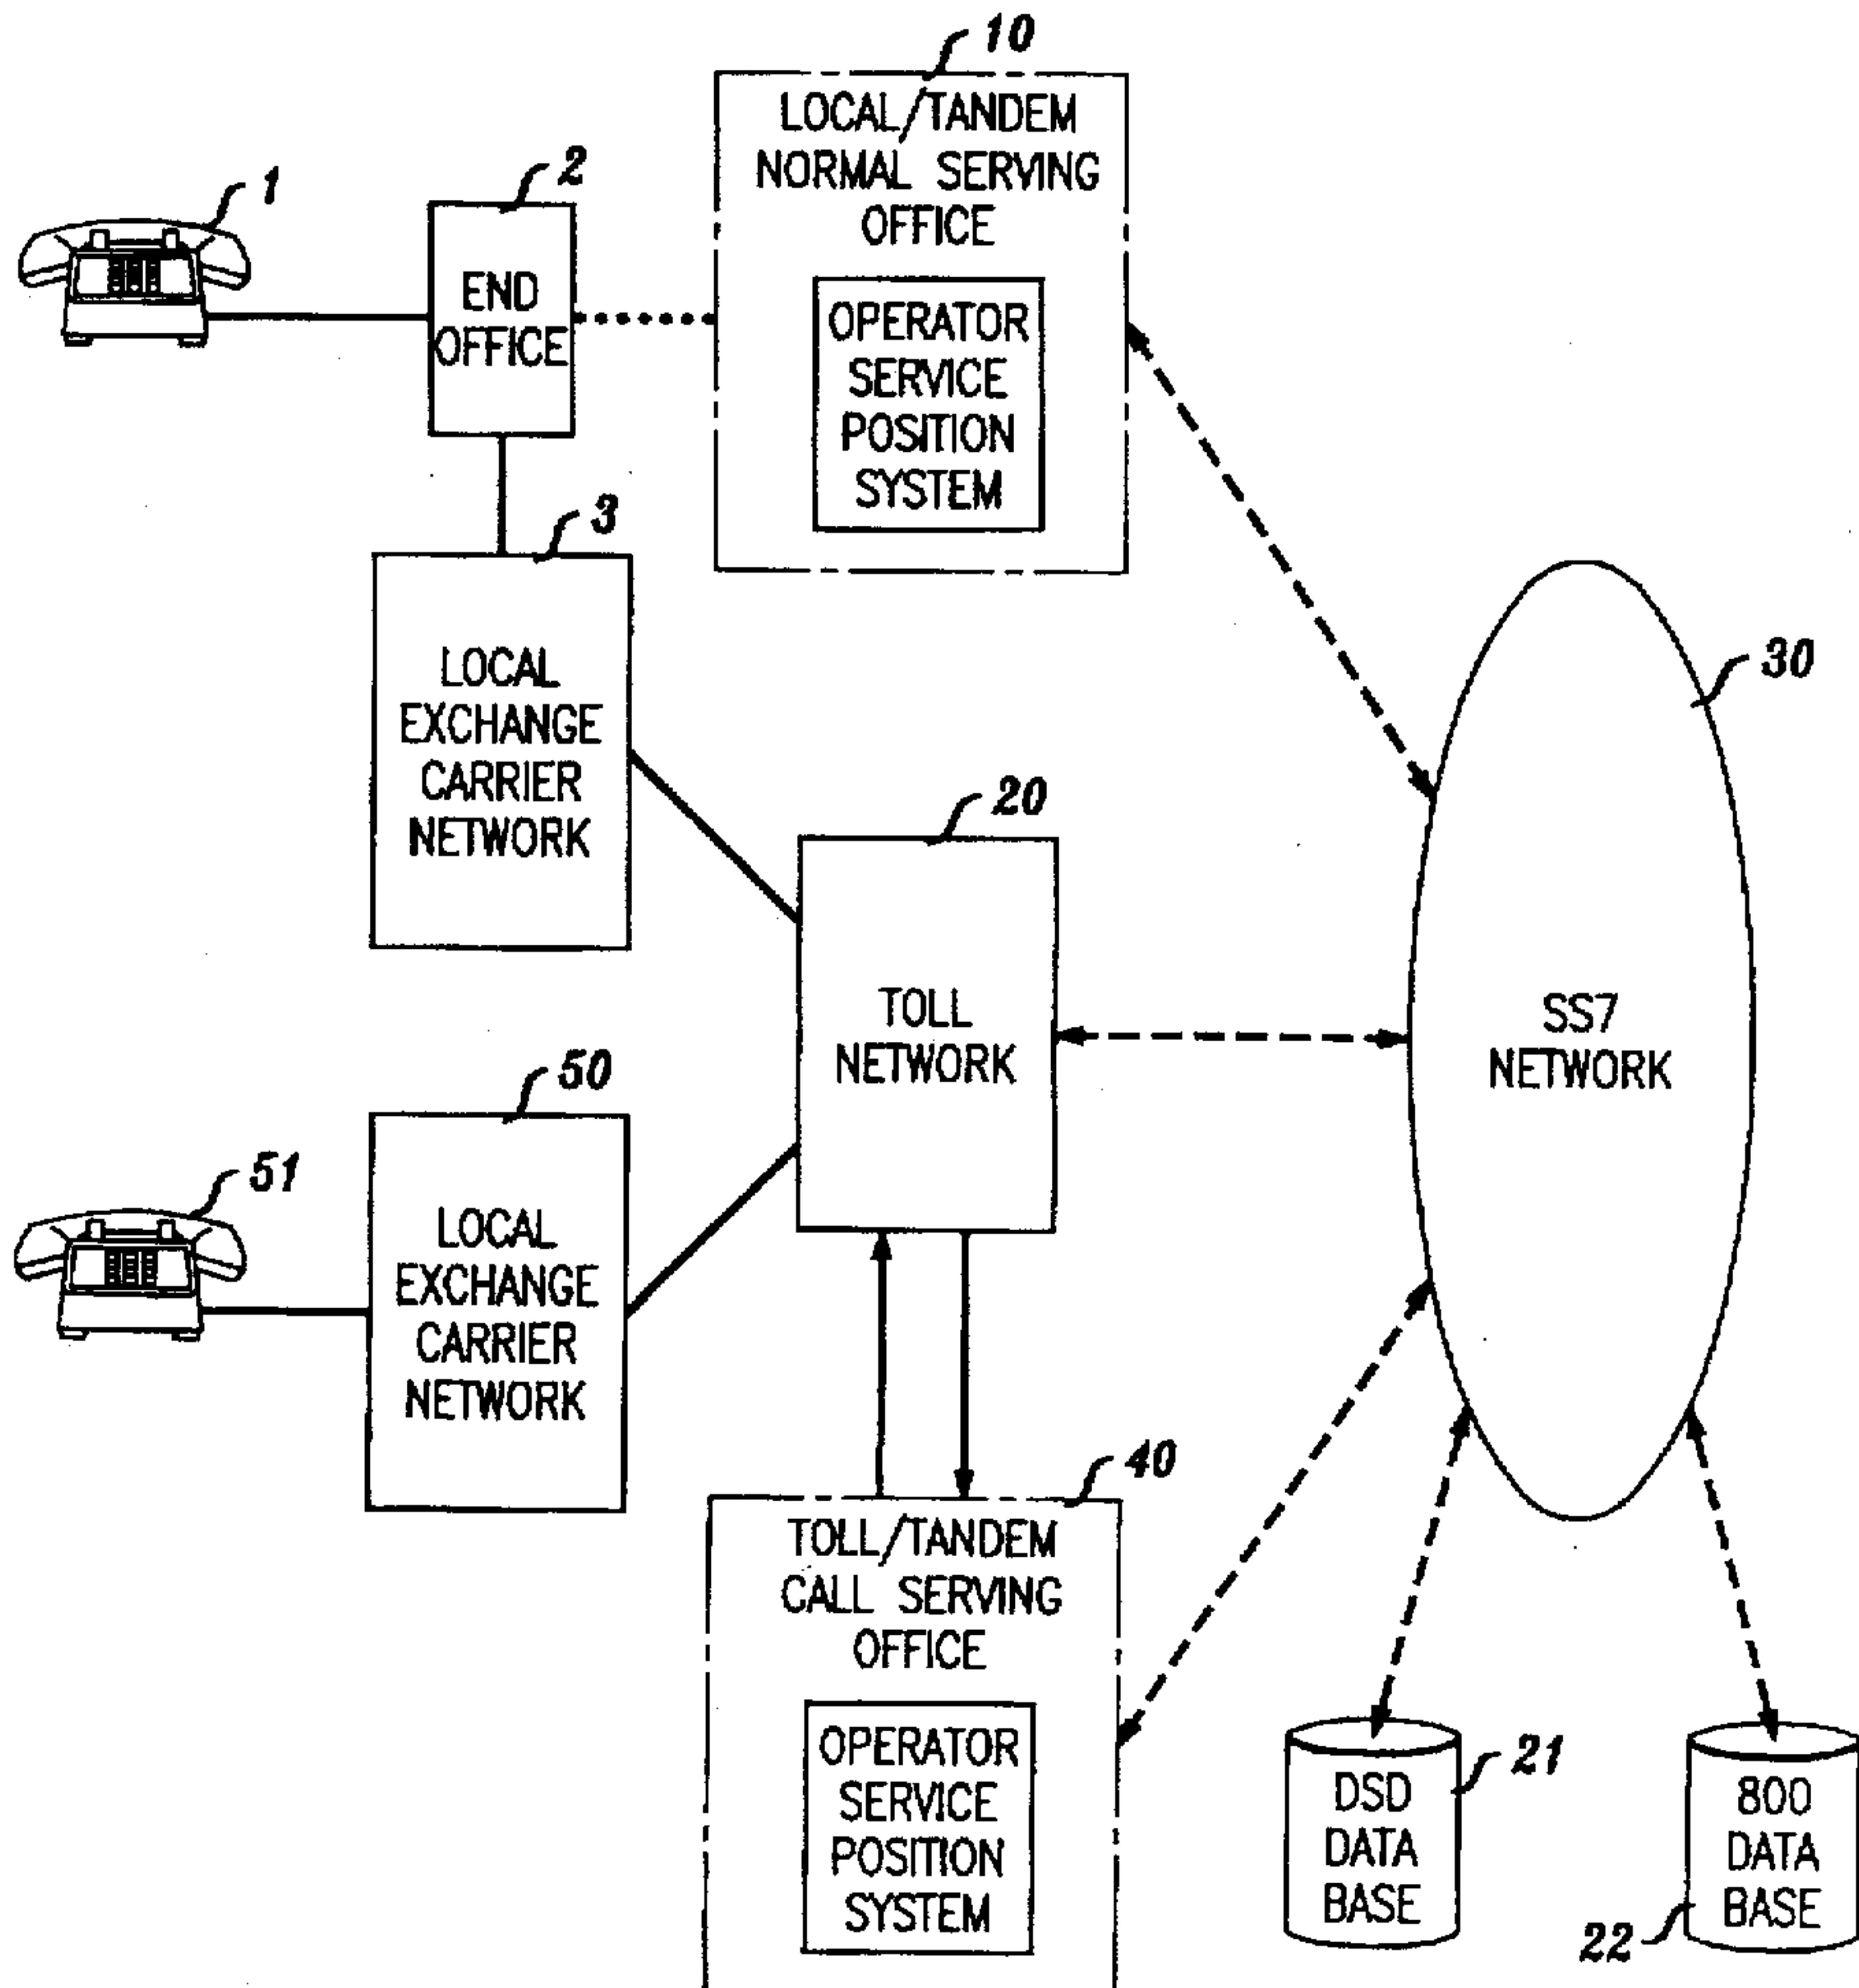 10
LOCAL/TANDEM
NORMAL SERVING
OFFICE
OPERATOR
SERVICE
POSITION
SYSTEM
1
2
END
OFFICE
3
LOCAL
EXCHANGE
CARRIER
NETWORK
30
SS7
NETWORK
20
TOLL
NETWORK
50
LOCAL
EXCHANGE
CARRIER
NETWORK
51
40
TOLL/TANDEM
CALL SERVING
OFFICE
OPERATOR
SERVICE
POSITION
SYSTEM
21
DSD
DATA
BASE
22
800
DATA
BASE